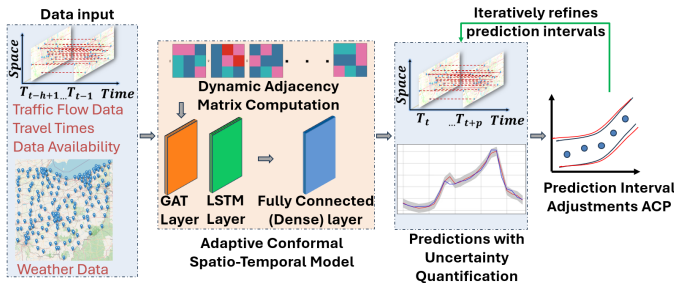 Data input
Space
T_{t-h+1}...T_{t-1} Time
Traffic Flow Data
Travel Times
Data Availability
Weather Data
Dynamic Adjacency
Matrix Computation
GAT
Layer
LSTM
Layer
Fully Connected
(Dense) layer
Adaptive Conformal
Spatio-Temporal Model
Space
T_t ...T_{t+p} Time
Predictions with
Uncertainty
Quantification
Iteratively refines
prediction intervals
Prediction Interval
Adjustments ACP